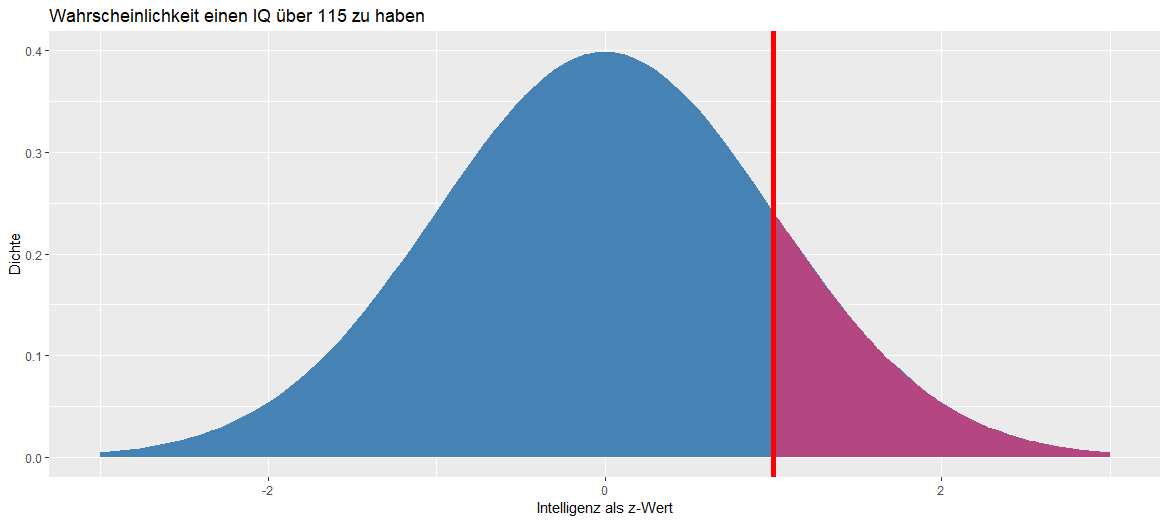 Wahrscheinlichkeit einen IQ über 115 zu haben
0.4
0.3
0.2
0.1
0.0
Dichte
-2
0
2
Intelligenz als z-Wert